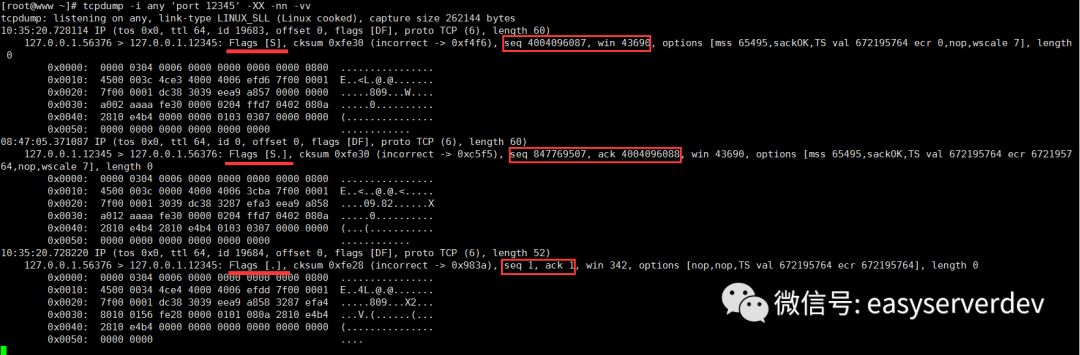 [root@www ~]# tcpdump -i any 'port 12345' -XX -nn -vv
tcpdump: listening on any, link-type LINUX_SLL (Linux cooked), capture size 262144 bytes
10:35:20.728114 IP (tos 0x0, ttl 64, id 19683, offset 0, flags [DF], proto TCP (6), length 60)
127.0.0.1.56376 > 127.0.0.1.12345: Flags [S], cksum 0xfe30 (incorrect -> 0xf4f6), seq 4004096087, win 43690, options [mss 65495,sackOK,TS val 672195764 ecr 0,nop,wscale 7], length
0
0x0000: 0000 0304 0006 0000 0000 0000 0000 0800 ................
0x0010: 4500 003c 4ce3 4000 4006 efd6 7f00 0001 E..<L.@.@.......
0x0020: 7f00 0001 dc38 3039 eea9 a857 0000 0000 .....809...W....
0x0030: a002 aaaa fe30 0000 0204 ffd7 0402 080a .....0..........
0x0040: 2810 e4b4 0000 0000 0103 0307 0000 0000 (...............
0x0050: 0000 0000 0000 0000 0000 0000 ............
08:47:05.371087 IP (tos 0x0, ttl 64, id 0, offset 0, flags [DF], proto TCP (6), length 60)
127.0.0.1.12345 > 127.0.0.1.56376: Flags [S.], cksum 0xfe30 (incorrect -> 0xc5f5), seq 847769507, ack 4004096088, win 43690, options [mss 65495,sackOK,TS val 672195764 ecr 6721957
64,nop,wscale 7], length 0
0x0000: 0000 0304 0006 0000 0000 0000 0000 0800 ................
0x0010: 4500 003c 0000 4000 4006 3cba 7f00 0001 E..<..@.@.<.....
0x0020: 7f00 0001 3039 dc38 3287 efa3 eea9 a858 ....09.82......X
0x0030: a012 aaaa fe30 0000 0204 ffd7 0402 080a .....0..........
0x0040: 2810 e4b4 2810 e4b4 0103 0307 0000 0000 (...(...........
0x0050: 0000 0000 0000 0000 0000 0000 ............
10:35:20.728220 IP (tos 0x0, ttl 64, id 19684, offset 0, flags [DF], proto TCP (6), length 52)
127.0.0.1.56376 > 127.0.0.1.12345: Flags [.], cksum 0xfe28 (incorrect -> 0x983a), seq 1, ack 1, win 342, options [nop,nop,TS val 672195764 ecr 672195764], length 0
0x0000: 0000 0304 0006 0000 0000 0000 0000 0800 ................
0x0010: 4500 0034 4ce4 4000 4006 efdd 7f00 0001 E..4L.@.@.......
0x0020: 7f00 0001 dc38 3039 eea9 a858 3287 efa4 .....809...X2...
0x0030: 8010 0156 fe28 0000 0101 080a 2810 e4b4 ...V.(......(...
0x0040: 2810 e4b4 0000 0000 0000 0000 0000 0000 (...............
0x0050: 0000 0000 ....
微信号: easyserverdev